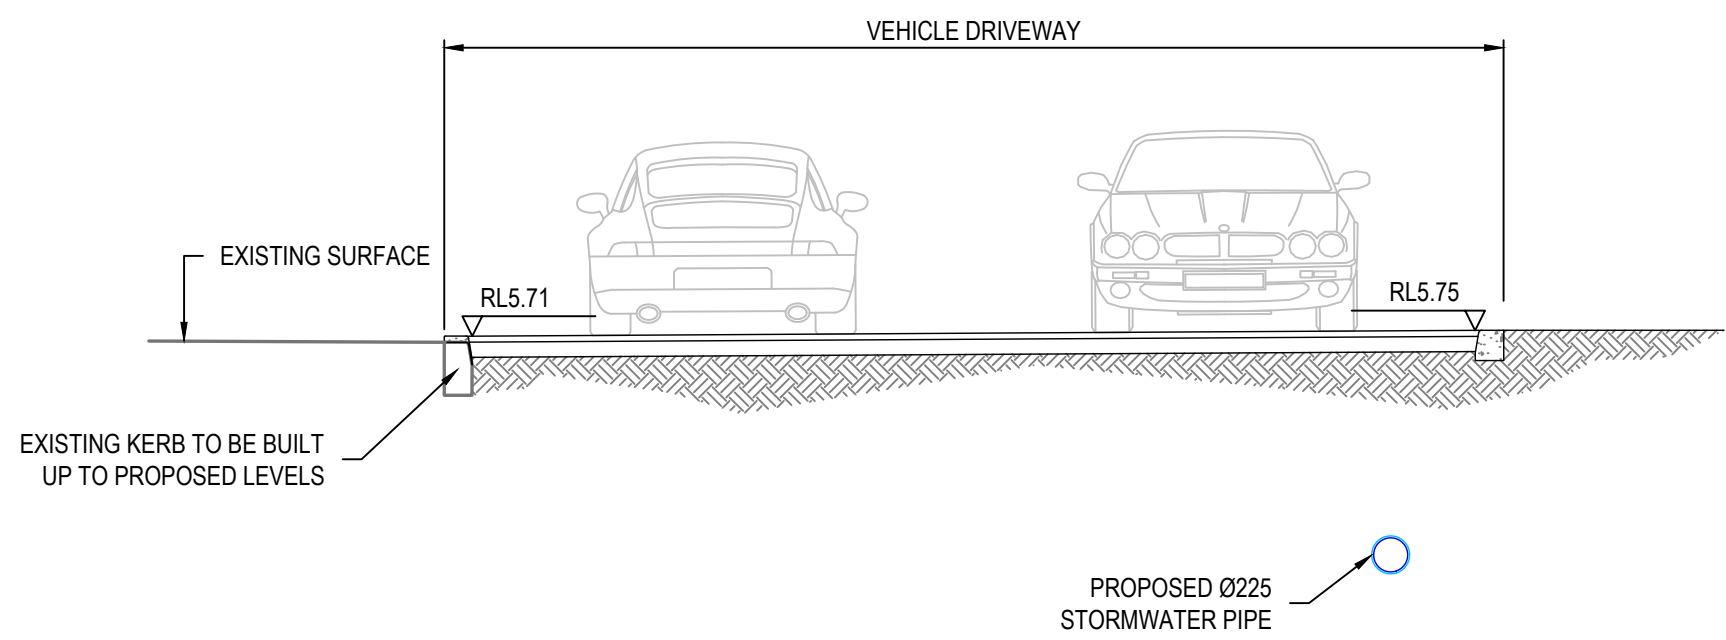 VEHICLE DRIVEWAY
EXISTING SURFACE
RL5.71
RL5.75
EXISTING KERB TO BE BUILT
UP TO PROPOSED LEVELS
PROPOSED Ø225
STORMWATER PIPE